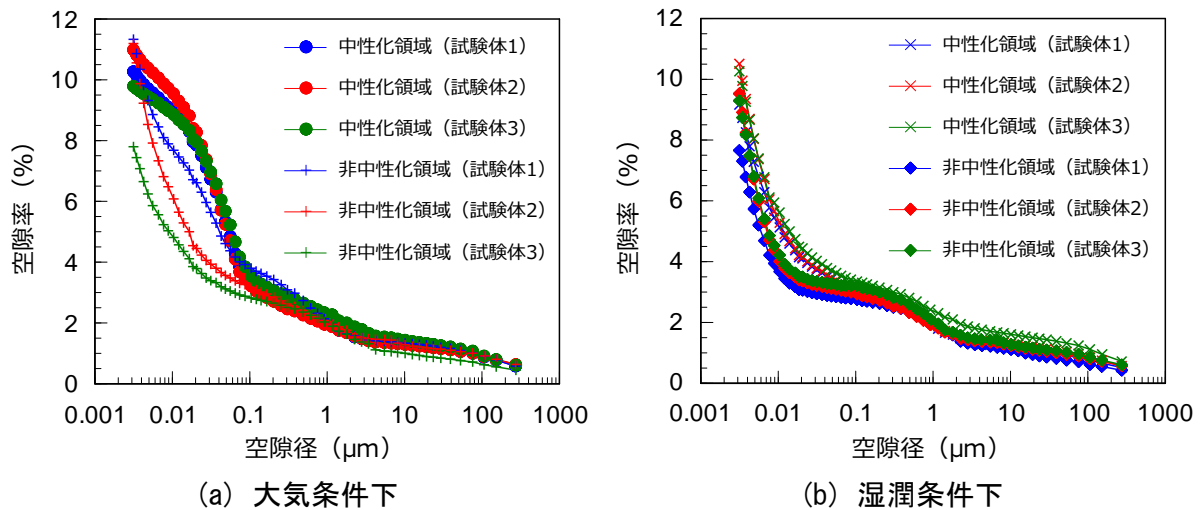 12
10
8
6
4
2
0
空隙率（%）
0.001 0.01 0.1 1 10 100 1000
空隙径（μm）
中性化領域（試験体1）
中性化領域（試験体2）
中性化領域（試験体3）
非中性化領域（試験体1）
非中性化領域（試験体2）
非中性化領域（試験体3）
(a) 大気条件下
12
10
8
6
4
2
0
空隙率（%）
0.001 0.01 0.1 1 10 100 1000
空隙径（μm）
中性化領域（試験体1）
中性化領域（試験体2）
中性化領域（試験体3）
非中性化領域（試験体1）
非中性化領域（試験体2）
非中性化領域（試験体3）
(b) 湿潤条件下